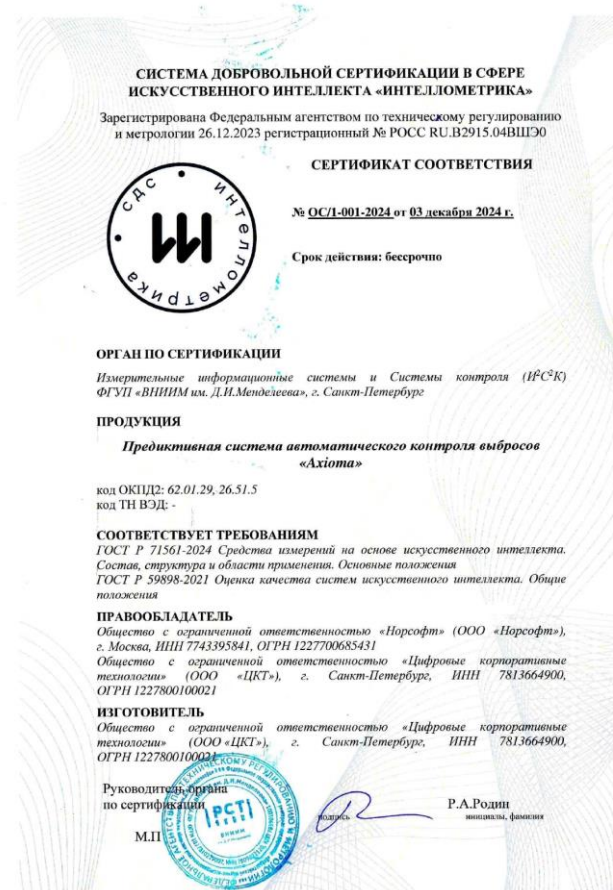 СИСТЕМА ДОБРОВОЛЬНОЙ СЕРТИФИКАЦИИ В СФЕРЕ
ИСКУССТВЕННОГО ИНТЕЛЛЕКТА «ИНТЕЛЛОМЕТРИКА»
Зарегистрирована Федеральным агентством по техническому регулированию
и метрологии 26.12.2023 регистрационный № РОСС RU.В2915.04ВШЭ0
СДС • интеллометрика •
СЕРТИФИКАТ СООТВЕТСТВИЯ
№ ОС/1-001-2024 от 03 декабря 2024 г.
Срок действия: бессрочно
ОРГАН ПО СЕРТИФИКАЦИИ
Измерительные информационные системы и Системы контроля (И²С²К)
ФГУП «ВНИИМ им. Д.И.Менделеева», г. Санкт-Петербург
ПРОДУКЦИЯ
Предиктивная система автоматического контроля выбросов
«Axioma»
код ОКПД2: 62.01.29, 26.51.5
код ТН ВЭД: -
СООТВЕТСТВУЕТ ТРЕБОВАНИЯМ
ГОСТ Р 71561-2024 Средства измерений на основе искусственного интеллекта.
Состав, структура и области применения. Основные положения
ГОСТ Р 59898-2021 Оценка качества систем искусственного интеллекта. Общие
положения
ПРАВООБЛАДАТЕЛЬ
Общество с ограниченной ответственностью «Норсофт» (ООО «Норсофт»),
г. Москва, ИНН 7743395841, ОГРН 1227700685431
Общество с ограниченной ответственностью «Цифровые корпоративные
технологии» (ООО «ЦКТ»), г. Санкт-Петербург, ИНН 7813664900,
ОГРН 1227800100021
ИЗГОТОВИТЕЛЬ
Общество с ограниченной ответственностью «Цифровые корпоративные
технологии» (ООО «ЦКТ»), г. Санкт-Петербург, ИНН 7813664900,
ОГРН 1227800100021
Руководитель органа
по сертификации
подпись
Р.А.Родин
инициалы, фамилия
М.П
РСТ
ВНИИМ